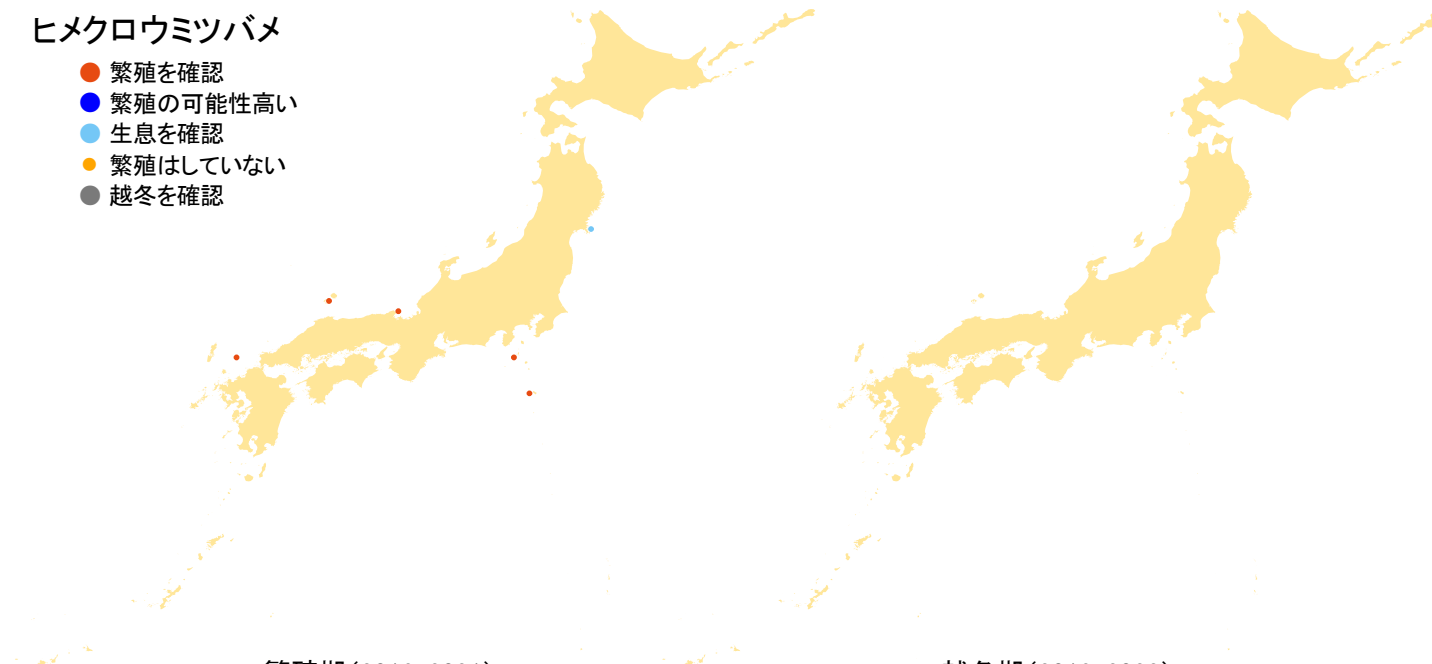 ヒメクロウミツバメ
繁殖を確認
繁殖の可能性高い
生息を確認
繁殖はしていない
越冬を確認